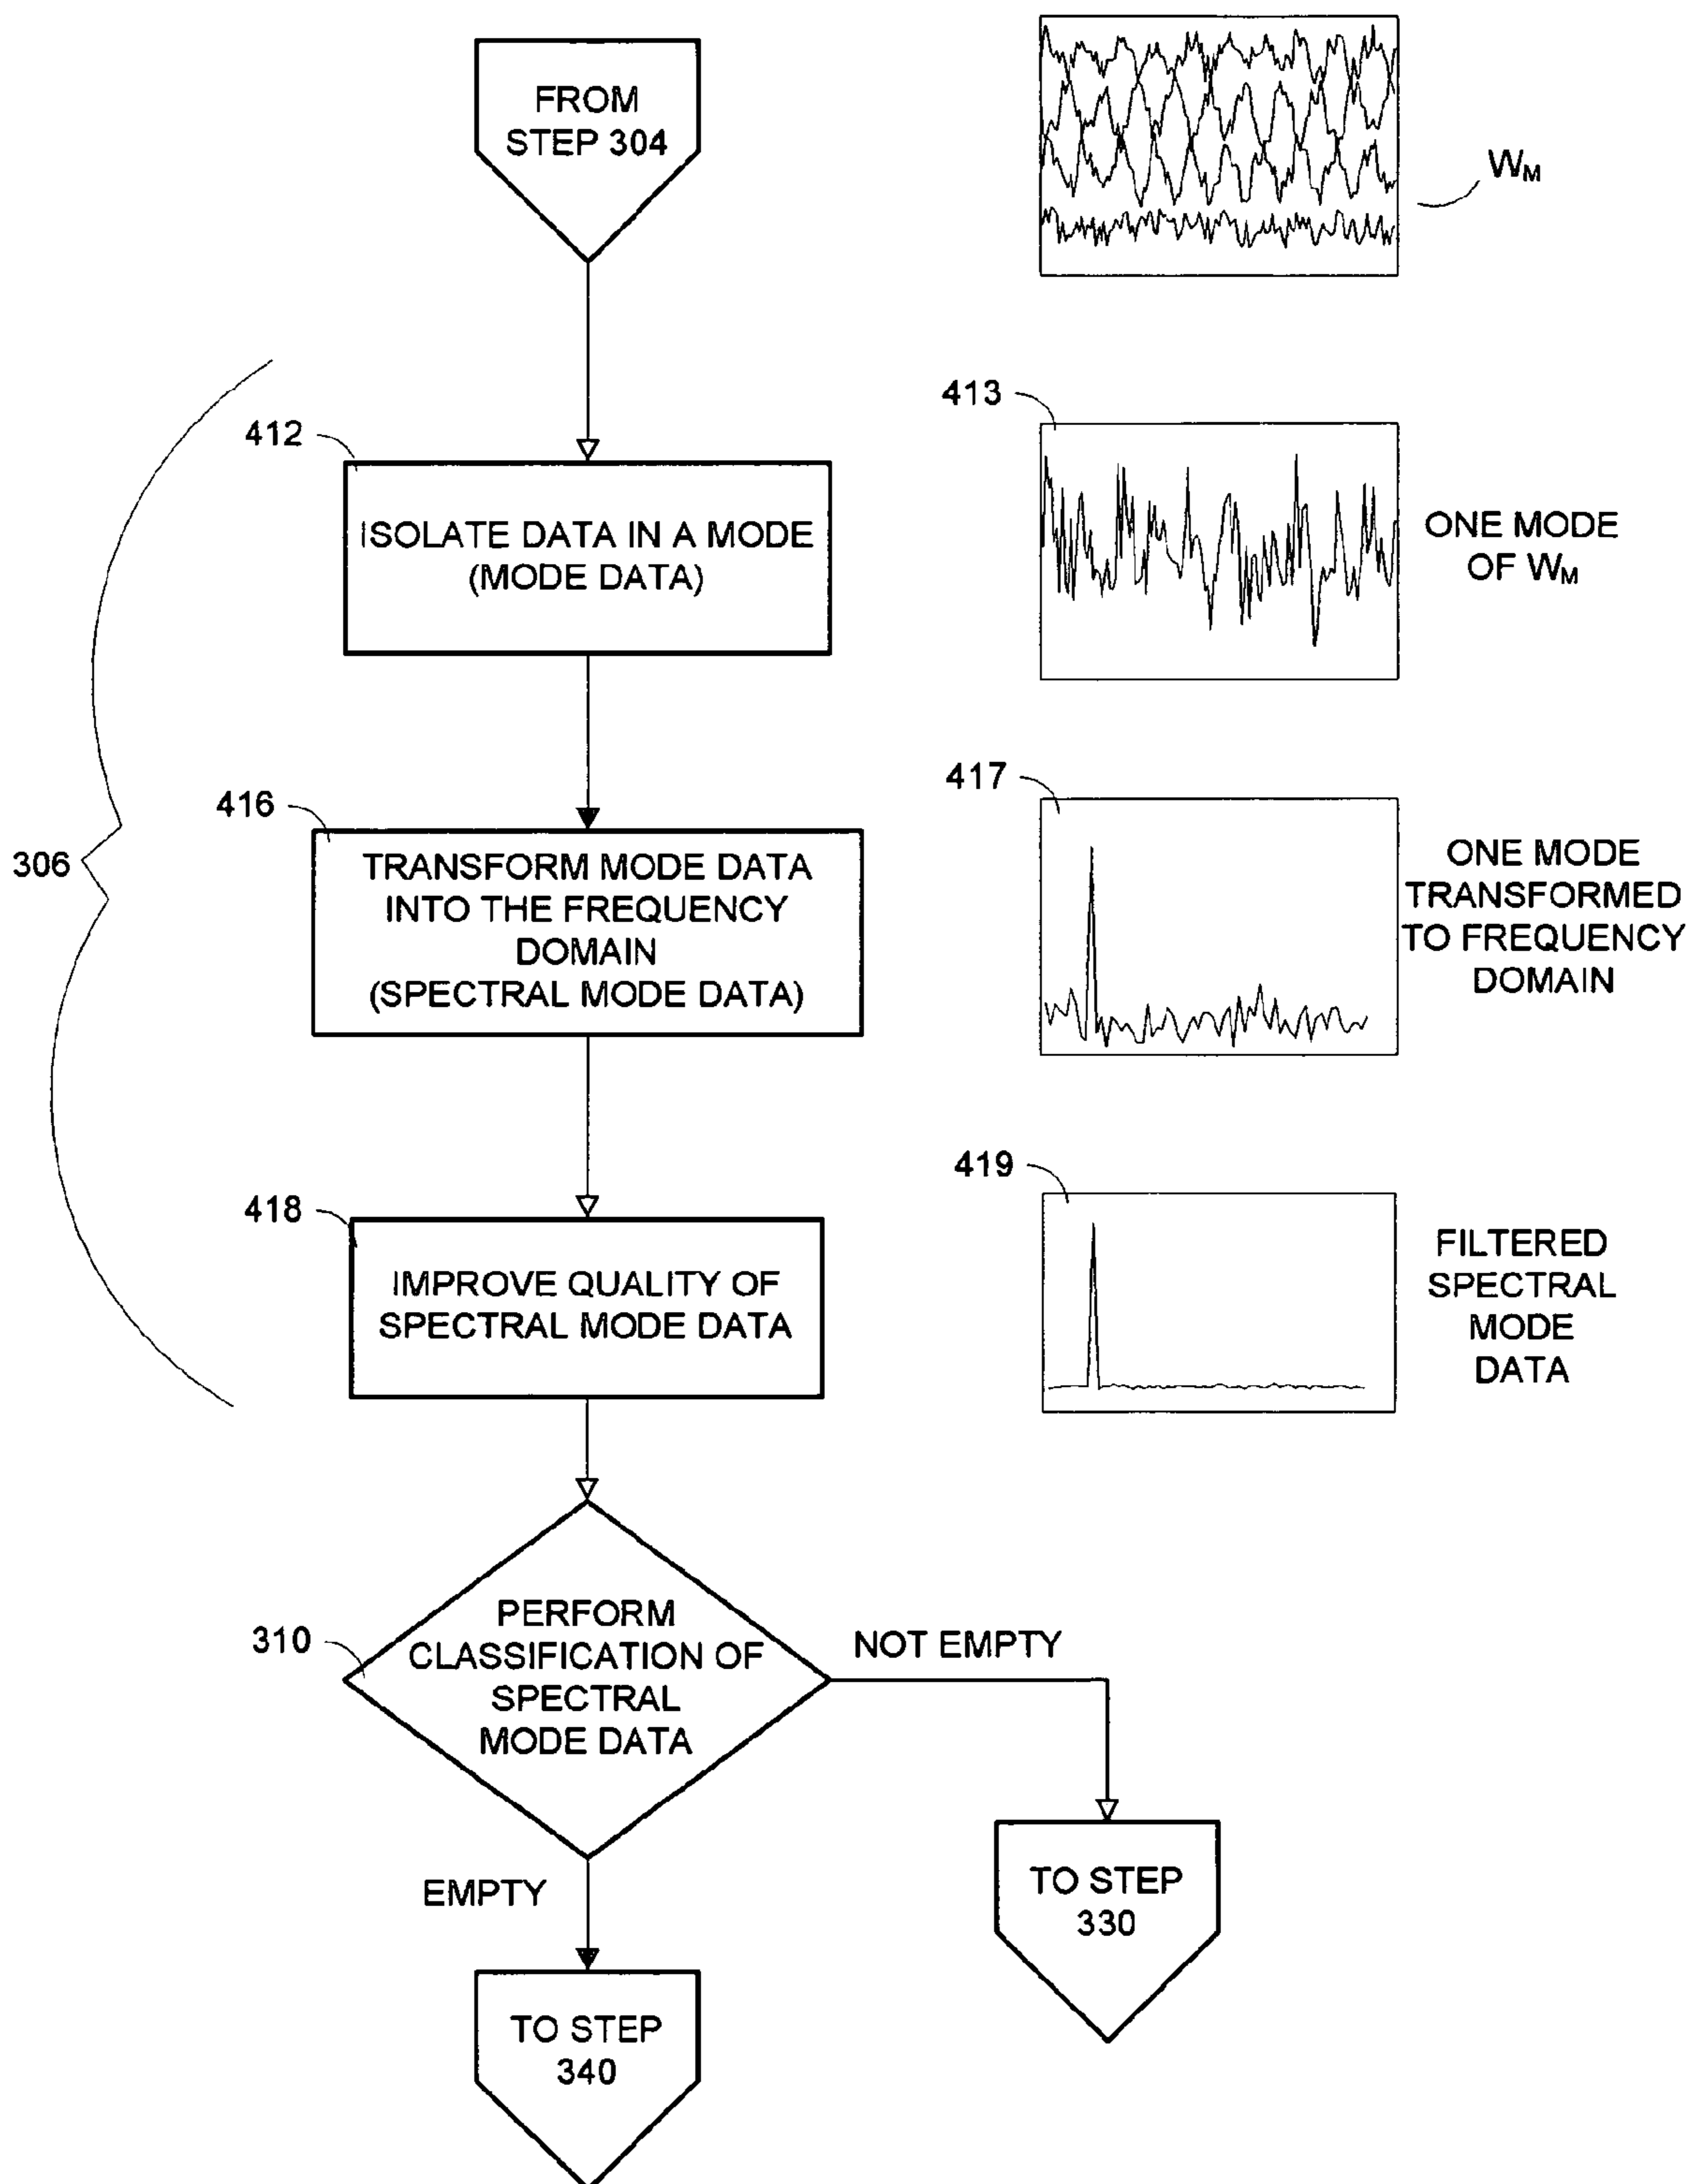 FROM
STEP 304
W_M
413
412
ISOLATE DATA IN A MODE
(MODE DATA)
ONE MODE
OF W_M
417
416
306
TRANSFORM MODE DATA
INTO THE FREQUENCY
DOMAIN
(SPECTRAL MODE DATA)
ONE MODE
TRANSFORMED
TO FREQUENCY
DOMAIN
419
418
IMPROVE QUALITY OF
SPECTRAL MODE DATA
FILTERED
SPECTRAL
MODE
DATA
310
PERFORM
CLASSIFICATION OF
SPECTRAL
MODE DATA
NOT EMPTY
EMPTY
TO STEP
330
TO STEP
340